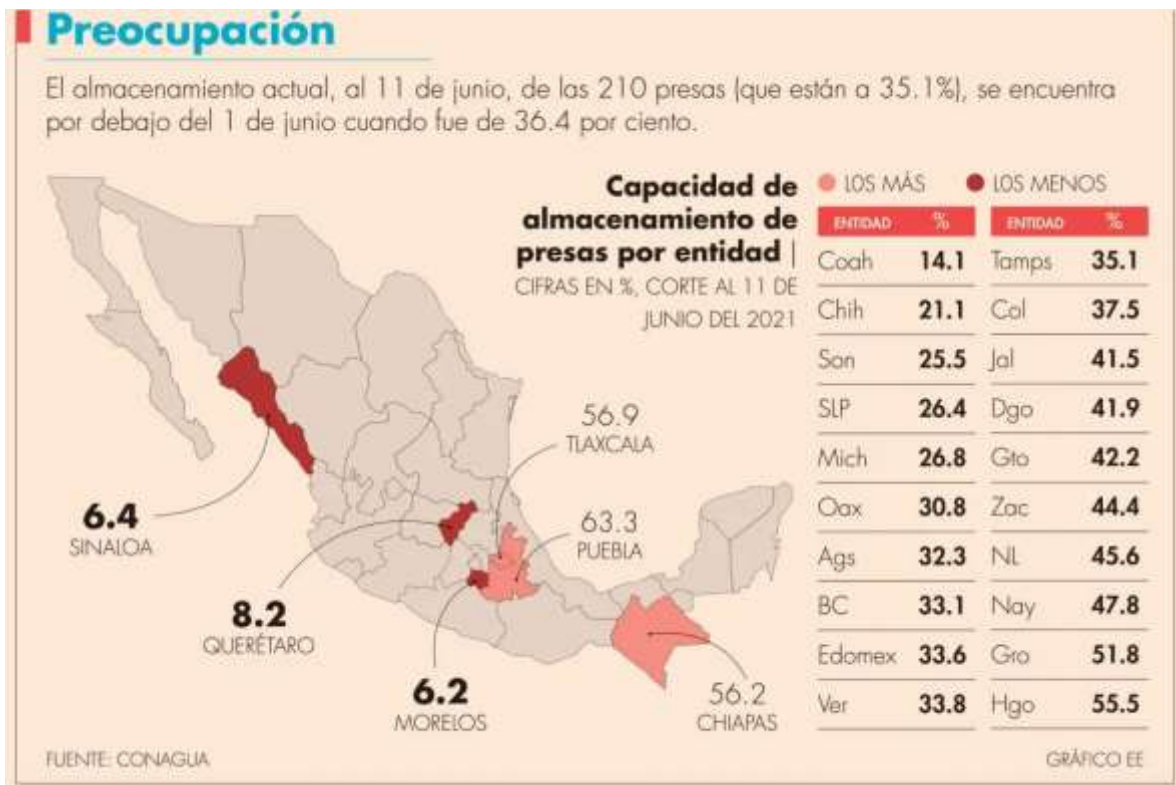 Preocupación
El almacenamiento actual, al 11 de junio, de las 210 presas (que están a 35.1%), se encuentra
por debajo del 1 de junio cuando fue de 36.4 por ciento.
Capacidad de
almacenamiento de
presas por entidad |
CIFRAS EN %, CORTE AL 11 DE
JUNIO DEL 2021
LOS MÁS LOS MENOS
ENTIDAD % ENTIDAD %
Coah 14.1 Tamps 35.1
Chih 21.1 Col 37.5
Son 25.5 Jal 41.5
SLP 26.4 Dgo 41.9
Mich 26.8 Gto 42.2
Oax 30.8 Zac 44.4
Ags 32.3 NL 45.6
BC 33.1 Nay 47.8
Edomex 33.6 Gro 51.8
Ver 33.8 Hgo 55.5
56.9
TLAXCALA
63.3
PUEBLA
6.4
SINALOA
8.2
QUERÉTARO
6.2
MORELOS
56.2
CHIAPAS
FUENTE: CONAGUA
GRÁFICO EE